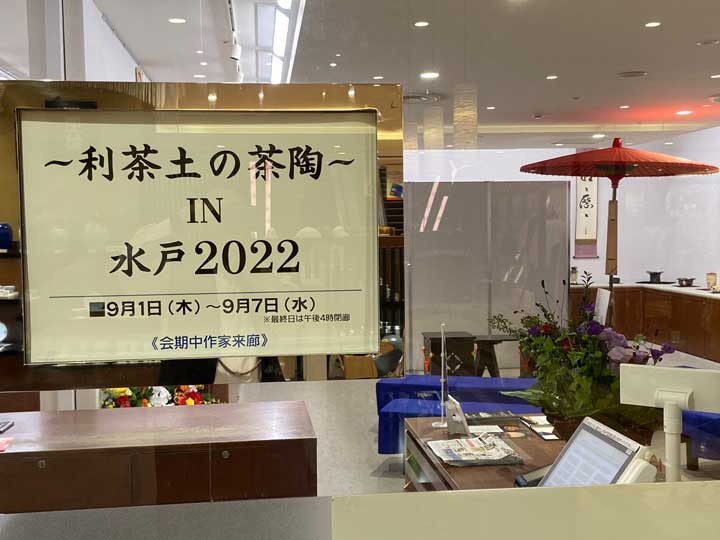 ～利茶土の茶陶～
IN
水戸2022
■9月1日（木）～9月7日（水）
※最終日は午後4時閉廊
《会期中作家来廊》